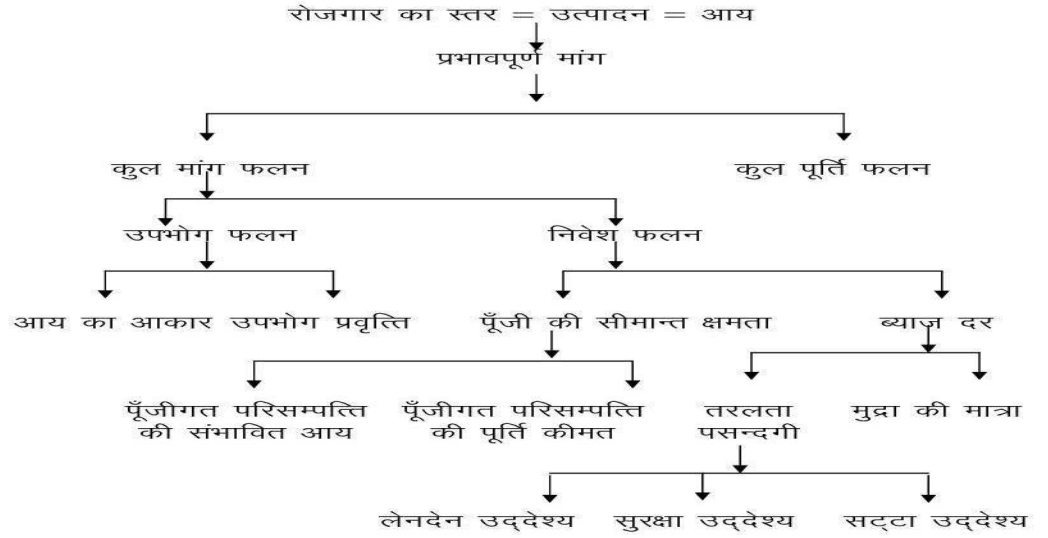 रोजगार का स्तर = उत्पादन = आय
प्रभावपूर्ण मांग
कुल मांग फलन
कुल पूर्ति फलन
उपभोग फलन
निवेश फलन
आय का आकार
उपभोग प्रवृत्ति
पूँजी की सीमान्त क्षमता
ब्याज दर
पूँजीगत परिसम्पत्ति
की संभावित आय
पूँजीगत परिसम्पत्ति
की पूर्ति कीमत
तरलता
पसन्दगी
मुद्रा की मात्रा
लेनदेन उद्‌देश्य
सुरक्षा उद्‌देश्य
सट्‌टा उद्‌देश्य